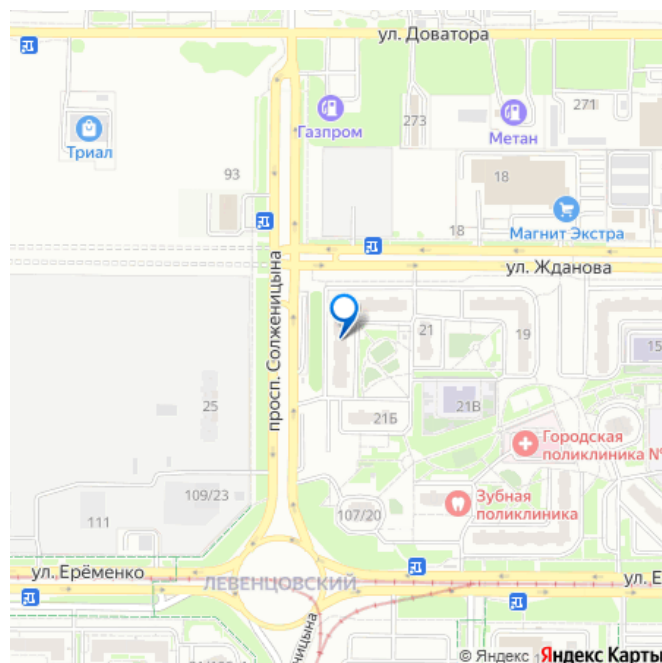 ул. Доватора
271
Газпром
273
Метан
Триал
93
18
Магнит Экстра
18
ул. Жданова
просп. Солженицына
21
19
15
25
21Б
21В
Городская
поликлиника №
109/23
Зубная
поликлиника
111
107/20
ул. Ерёменко
ЛЕВЕНЦОВСКИЙ
ул. Е
© Яндекс Яндекс Карты